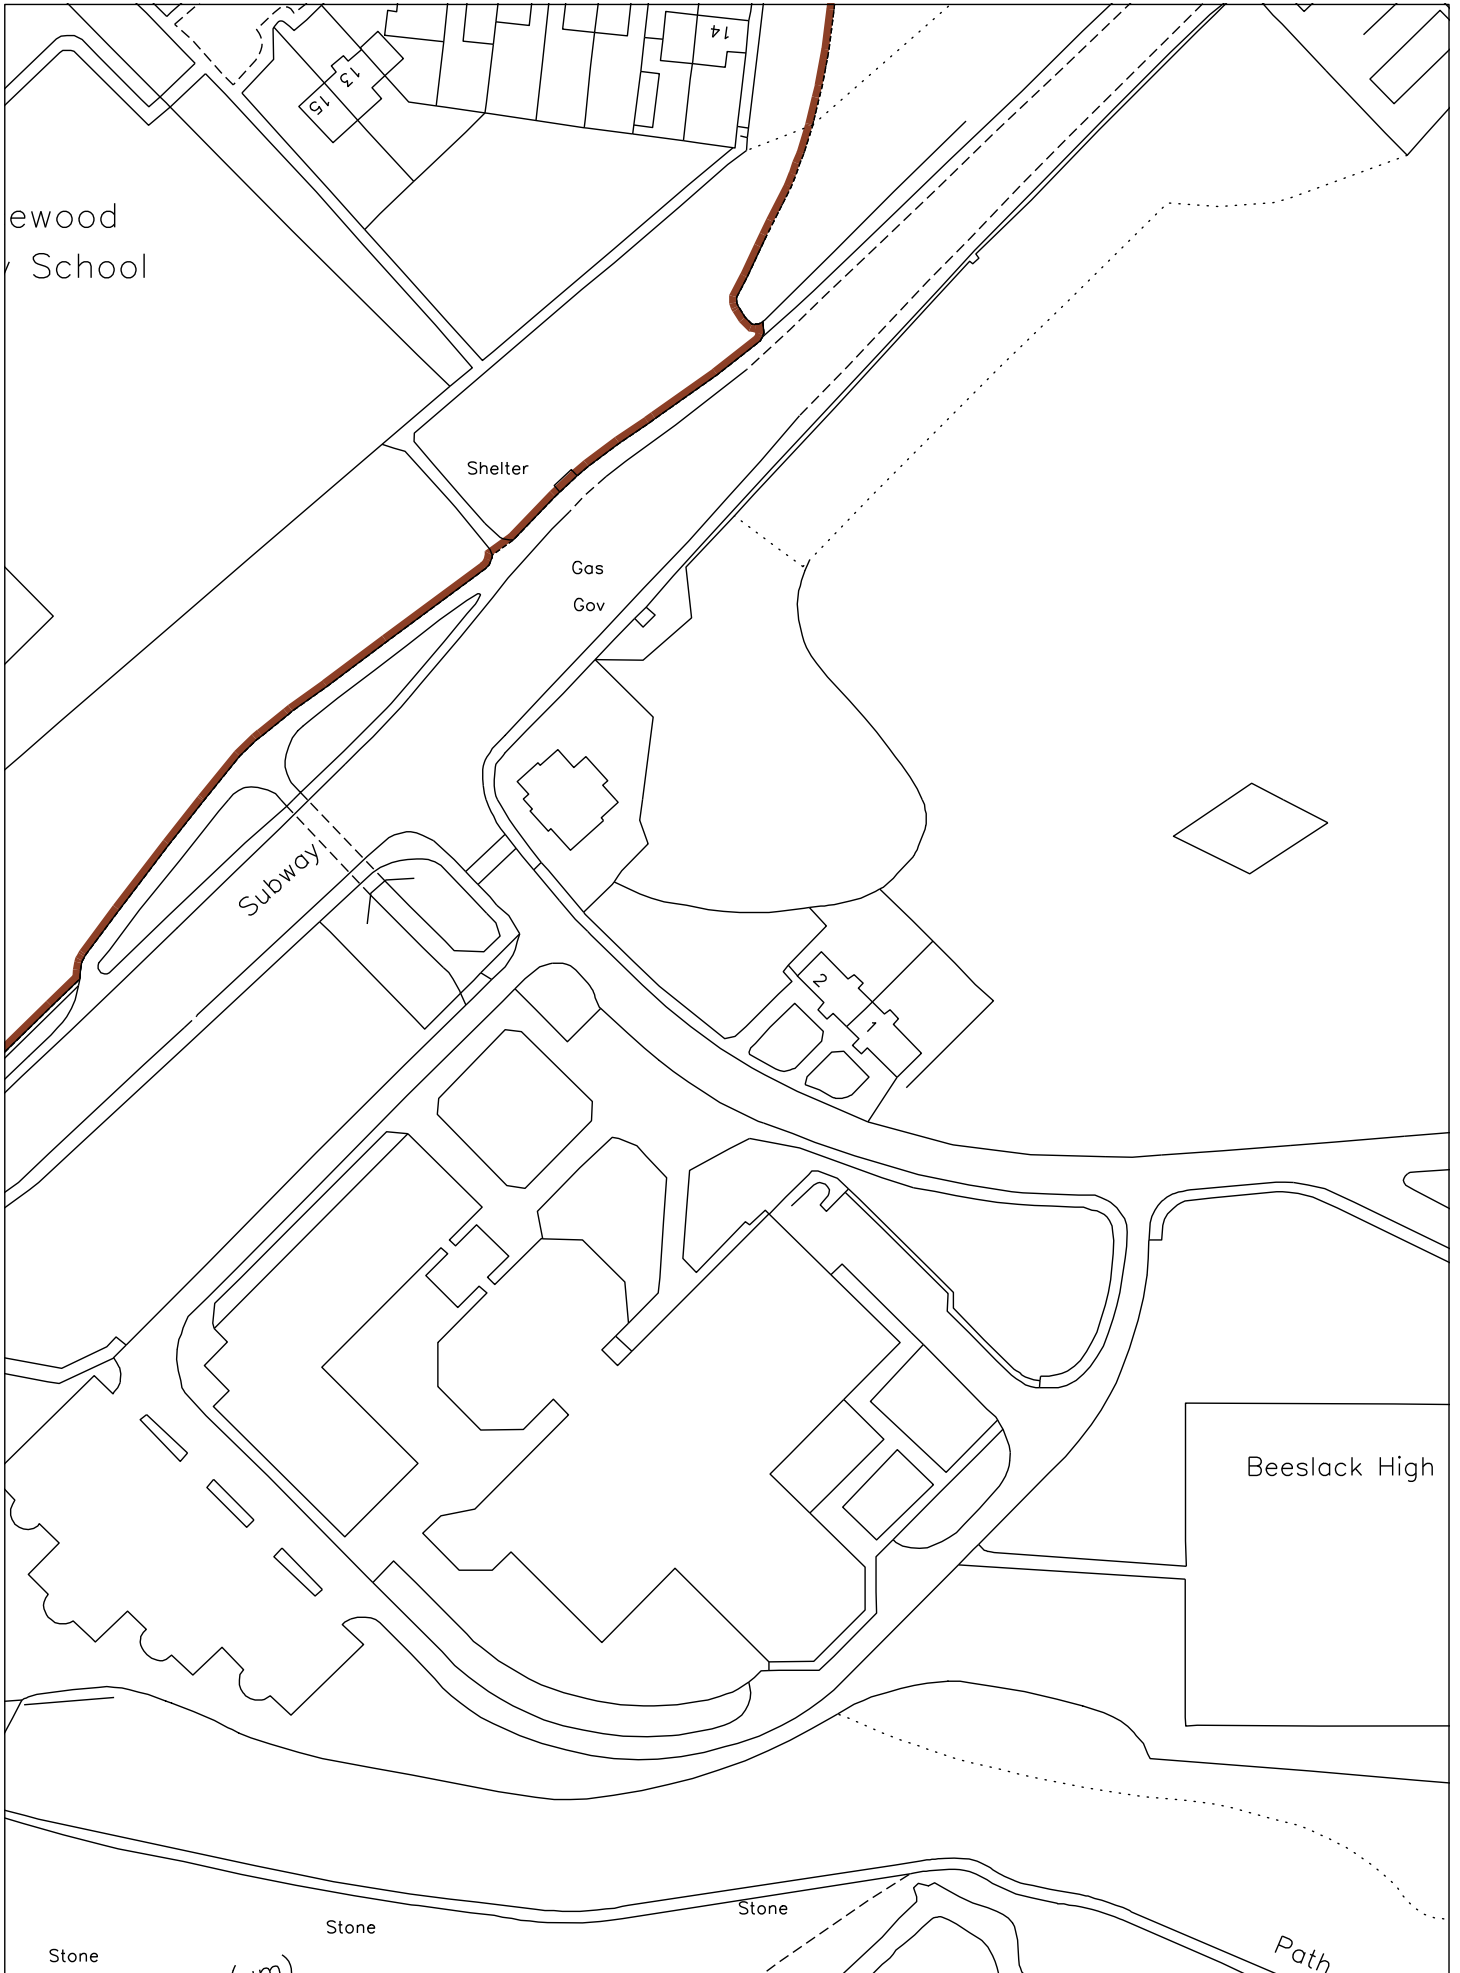 14
13
15
ewood
School
Shelter
Gas
Gov
Subway
2
1
Beeslack High
Stone
Stone
Stone
Path